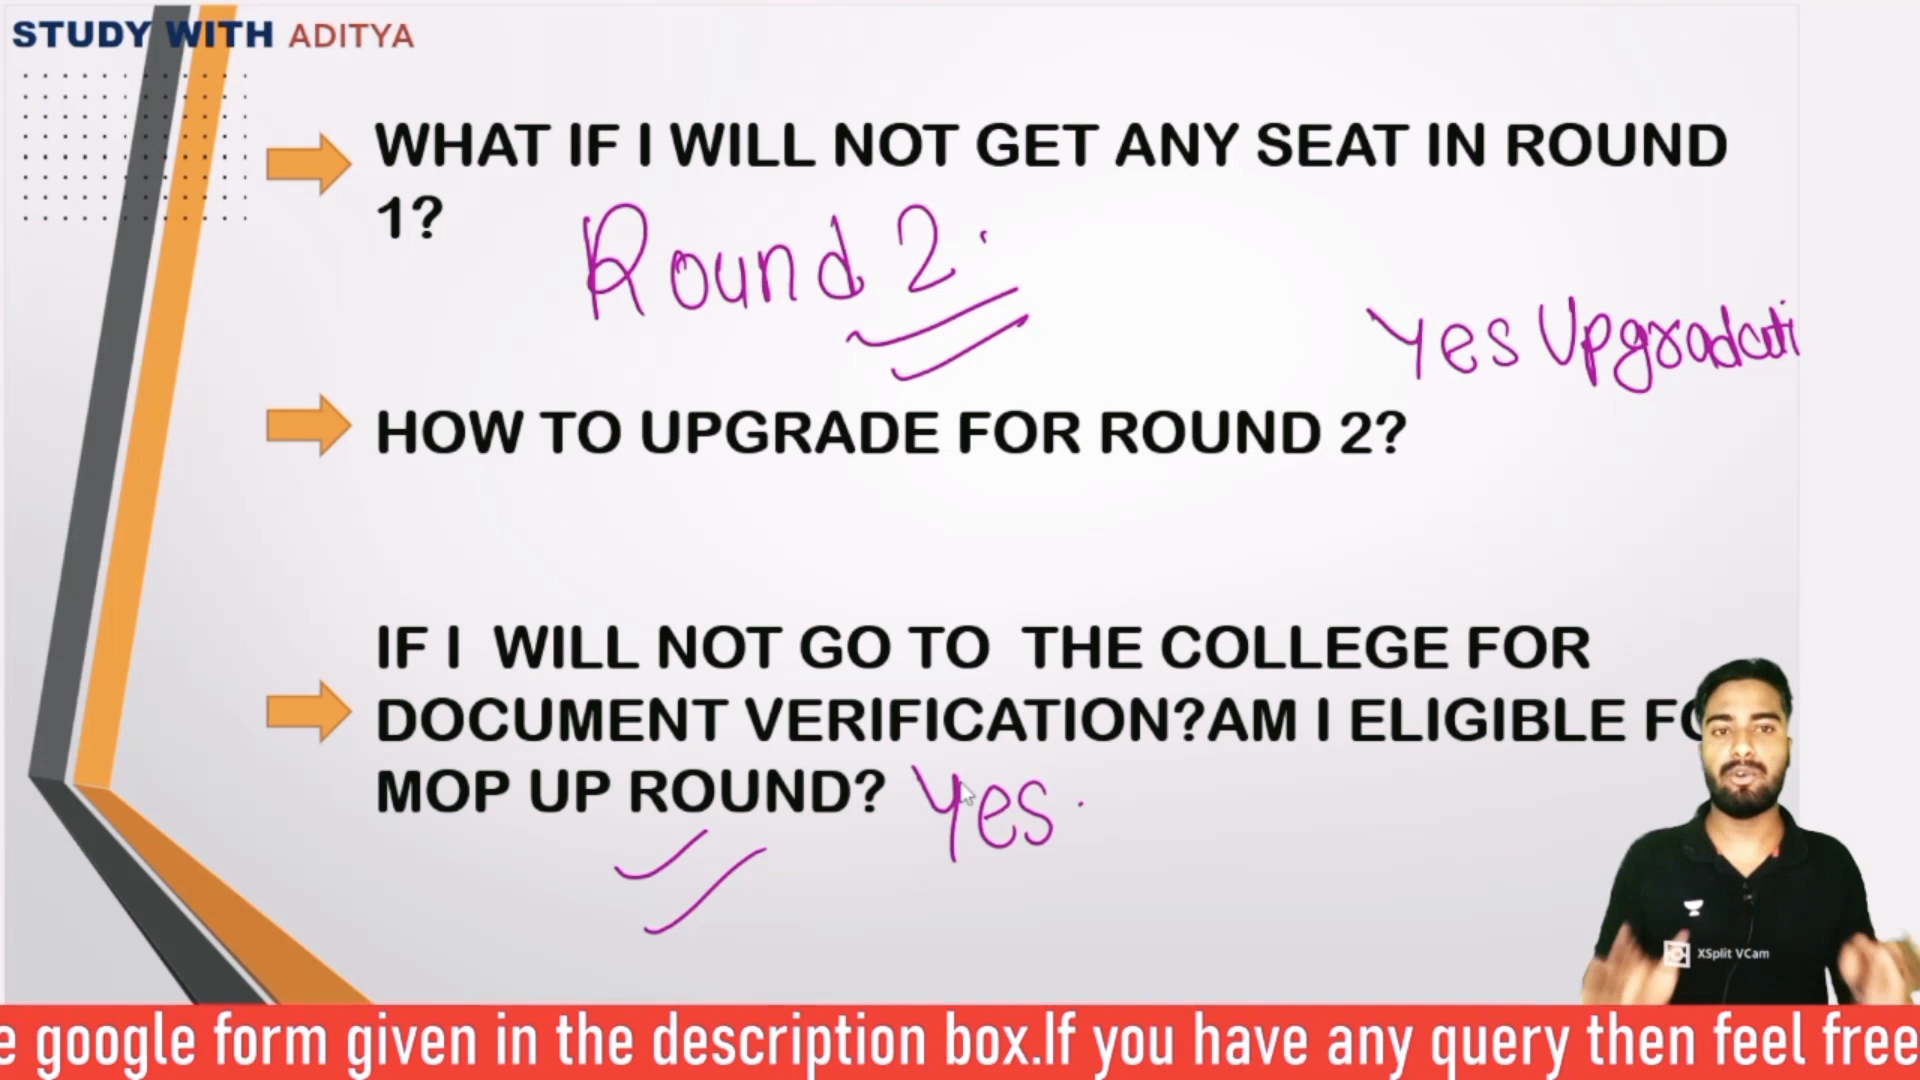 STUDY WITH ADITYA
WHAT IF I WILL NOT GET ANY SEAT IN ROUND
1?
Round 2.
Yes Upgradati
HOW TO UPGRADE FOR ROUND 2?
IF I WILL NOT GO TO THE COLLEGE FOR
DOCUMENT VERIFICATION?AM I ELIGIBLE FO
MOP UP ROUND? Yes.
XSplit VCam
e google form given in the description box.If you have any query then feel free